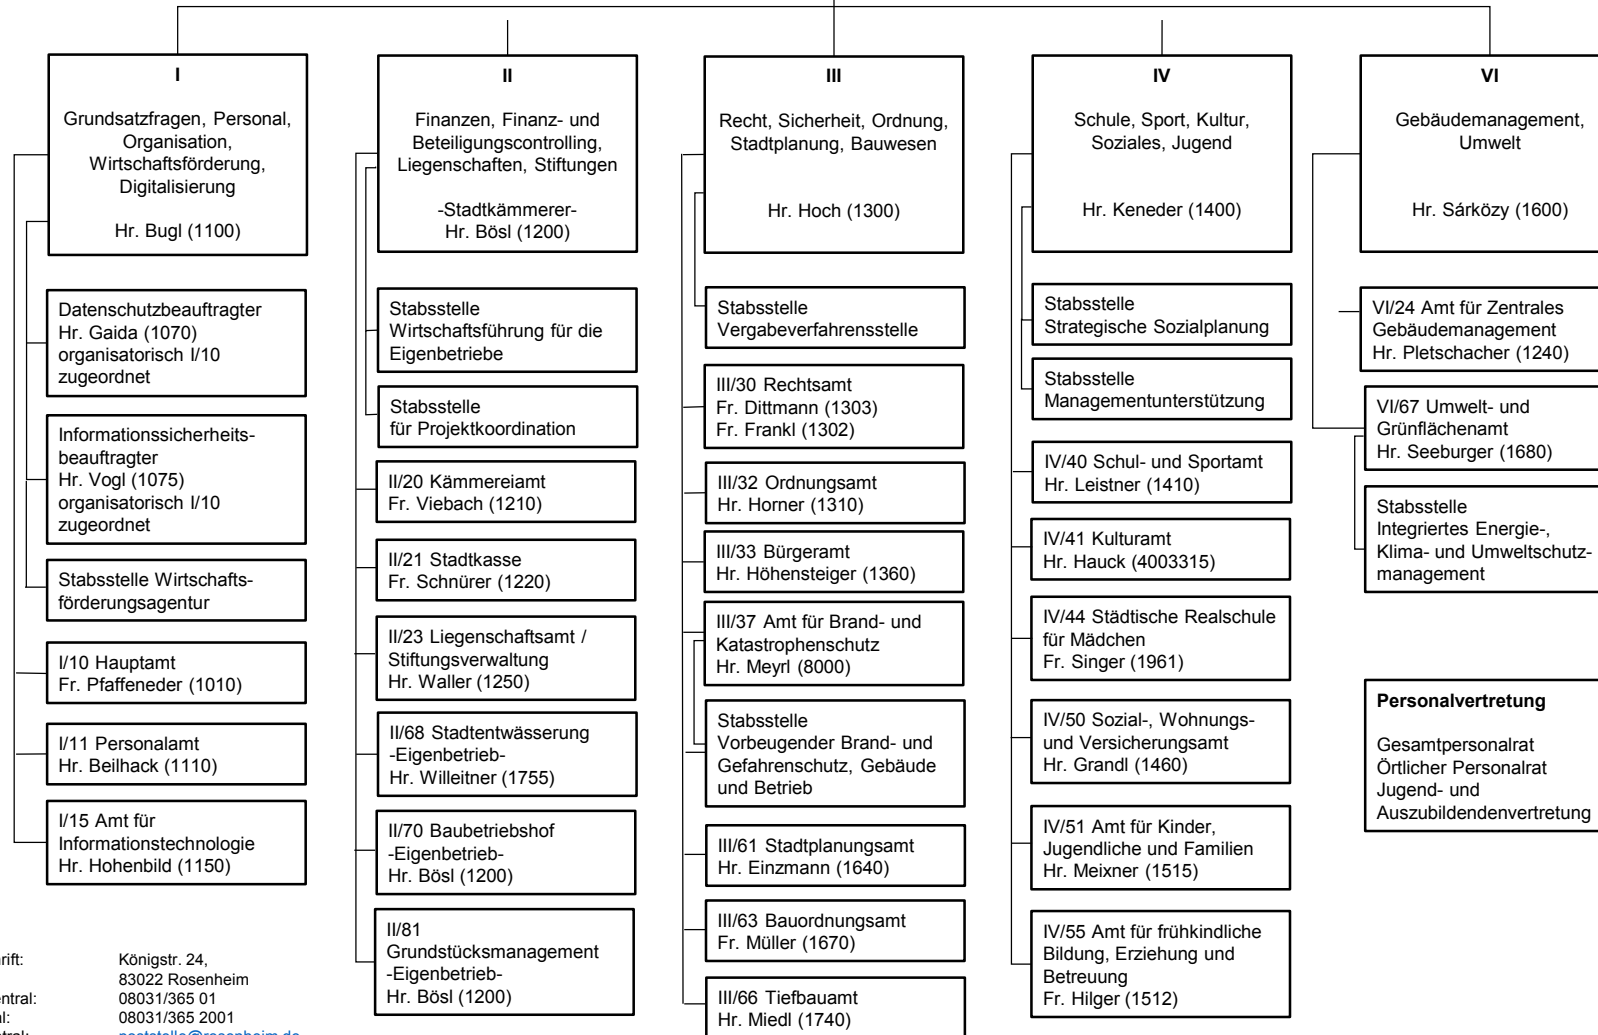 I
Grundsatzfragen, Personal,
Organisation,
Wirtschaftsförderung,
Digitalisierung
Hr. Bugl (1100)
Datenschutzbeauftragter
Hr. Gaida (1070)
organisatorisch I/10
zugeordnet
Informationssicherheits-
beauftragter
Hr. Vogl (1075)
organisatorisch I/10
zugeordnet
Stabsstelle Wirtschafts-
förderungsagentur
I/10 Hauptamt
Fr. Pfaffeneder (1010)
I/11 Personalamt
Hr. Beilhack (1110)
I/15 Amt für
Informationstechnologie
Hr. Hohenbild (1150)
II
Finanzen, Finanz- und
Beteiligungscontrolling,
Liegenschaften, Stiftungen
-Stadtkämmerer-
Hr. Bösl (1200)
Stabsstelle
Wirtschaftsführung für die
Eigenbetriebe
Stabsstelle
für Projektkoordination
II/20 Kämmereiamt
Fr. Viebach (1210)
II/21 Stadtkasse
Fr. Schnürer (1220)
II/23 Liegenschaftsamt /
Stiftungsverwaltung
Hr. Waller (1250)
II/68 Stadtentwässerung
-Eigenbetrieb-
Hr. Willeitner (1755)
II/70 Baubetriebshof
-Eigenbetrieb-
Hr. Bösl (1200)
II/81
Grundstücksmanagement
-Eigenbetrieb-
Hr. Bösl (1200)
III
Recht, Sicherheit, Ordnung,
Stadtplanung, Bauwesen
Hr. Hoch (1300)
Stabsstelle
Vergabeverfahrensstelle
III/30 Rechtsamt
Fr. Dittmann (1303)
Fr. Frankl (1302)
III/32 Ordnungsamt
Hr. Horner (1310)
III/33 Bürgeramt
Hr. Höhensteiger (1360)
III/37 Amt für Brand- und
Katastrophenschutz
Hr. Meyrl (8000)
Stabsstelle
Vorbeugender Brand- und
Gefahrenschutz, Gebäude
und Betrieb
III/61 Stadtplanungsamt
Hr. Einzmann (1640)
III/63 Bauordnungsamt
Fr. Müller (1670)
III/66 Tiefbauamt
Hr. Miedl (1740)
IV
Schule, Sport, Kultur,
Soziales, Jugend
Hr. Keneder (1400)
Stabsstelle
Strategische Sozialplanung
Stabsstelle
Managementunterstützung
IV/40 Schul- und Sportamt
Hr. Leistner (1410)
IV/41 Kulturamt
Hr. Hauck (4003315)
IV/44 Städtische Realschule
für Mädchen
Fr. Singer (1961)
IV/50 Sozial-, Wohnungs-
und Versicherungsamt
Hr. Grandl (1460)
IV/51 Amt für Kinder,
Jugendliche und Familien
Hr. Meixner (1515)
IV/55 Amt für frühkindliche
Bildung, Erziehung und
Betreuung
Fr. Hilger (1512)
VI
Gebäudemanagement,
Umwelt
Hr. Sárközy (1600)
VI/24 Amt für Zentrales
Gebäudemanagement
Hr. Pletschacher (1240)
VI/67 Umwelt- und
Grünflächenamt
Hr. Seeburger (1680)
Stabsstelle
Integriertes Energie-,
Klima- und Umweltschutz-
management
Personalvertretung
Gesamtpersonalrat
Örtlicher Personalrat
Jugend- und
Auszubildendenvertretung
Königstr. 24,
83022 Rosenheim
08031/365 01
08031/365 2001
poststelle@rosenheim.de